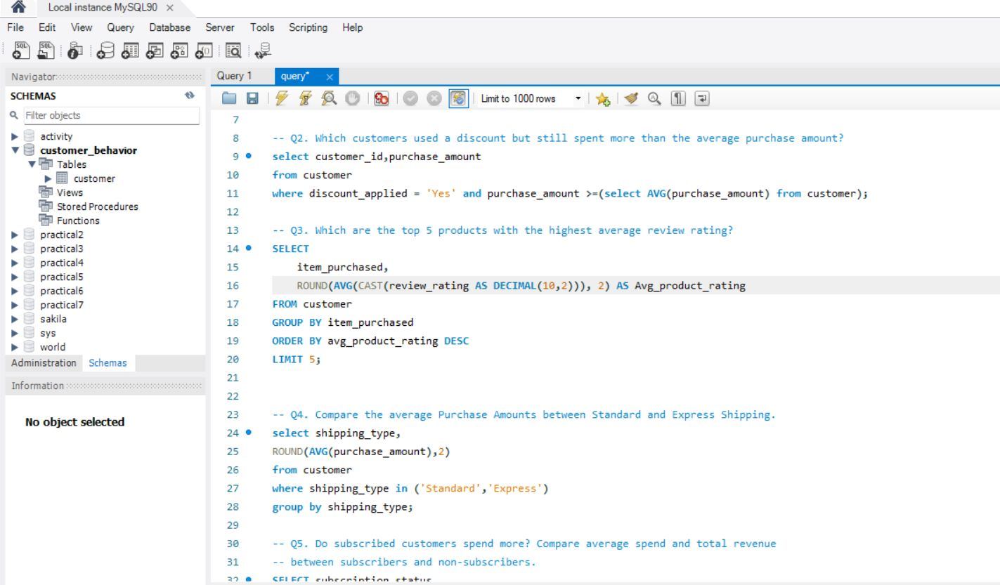 Local instance MySQL90 ×
File Edit View Query Database Server Tools Scripting Help
Navigator
SCHEMAS
Filter objects
activity
customer_behavior
Tables
customer
Views
Stored Procedures
Functions
practical2
practical3
practical4
practical5
practical6
practical7
sakila
sys
world
Administration Schemas
Information
No object selected
Query 1 query* ×
Limit to 1000 rows
7
8 -- Q2. Which customers used a discount but still spent more than the average purchase amount?
9 select customer_id,purchase_amount
10 from customer
11 where discount_applied = 'Yes' and purchase_amount >=(select AVG(purchase_amount) from customer);
12
13 -- Q3. Which are the top 5 products with the highest average review rating?
14 SELECT
15 item_purchased,
16 ROUND(AVG(CAST(review_rating AS DECIMAL(10,2))), 2) AS Avg_product_rating
17 FROM customer
18 GROUP BY item_purchased
19 ORDER BY avg_product_rating DESC
20 LIMIT 5;
21
22
23 -- Q4. Compare the average Purchase Amounts between Standard and Express Shipping.
24 select shipping_type,
25 ROUND(AVG(purchase_amount),2)
26 from customer
27 where shipping_type in ('Standard','Express')
28 group by shipping_type;
29
30 -- Q5. Do subscribed customers spend more? Compare average spend and total revenue
31 -- between subscribers and non-subscribers.
32 SELECT subscription_status